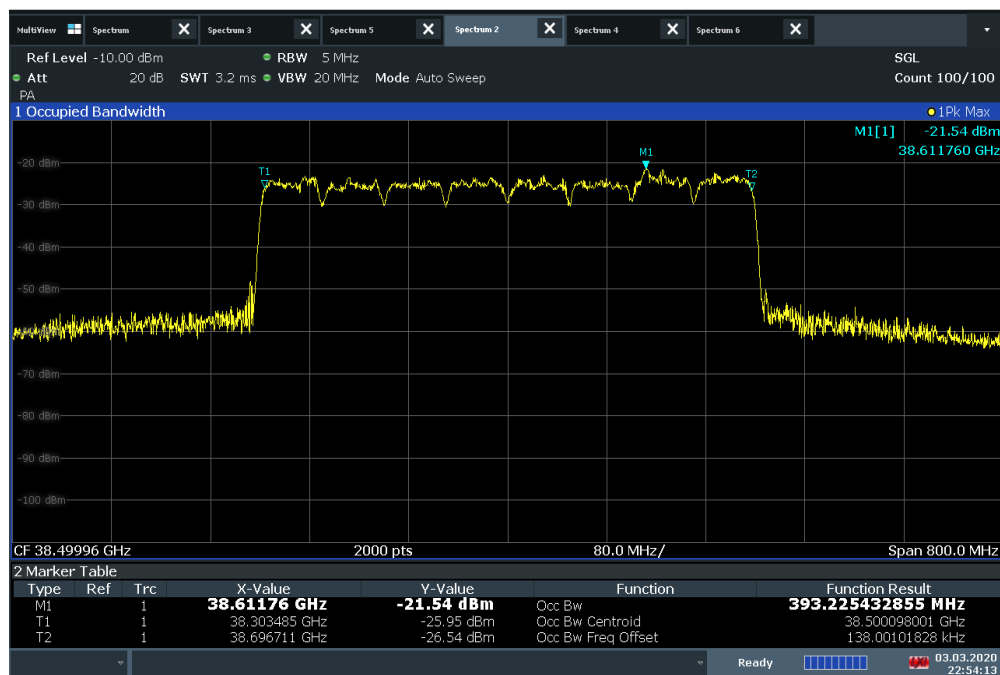 MultiView Spectrum X Spectrum 3 X Spectrum 5 X Spectrum 2 X Spectrum 4 X Spectrum 6 X
Ref Level -10.00 dBm RBW 5 MHz SGL
Att 20 dB SWT 3.2 ms VBW 20 MHz Mode Auto Sweep Count 100/100
PA
1 Occupied Bandwidth 1Pk Max
M1[1] -21.54 dBm
38.611760 GHz
M1
-20 dBm
T1
T2
-30 dBm
-40 dBm
-50 dBm
-70 dBm
-80 dBm
-90 dBm
-100 dBm
CF 38.49996 GHz 2000 pts 80.0 MHz/ Span 800.0 MHz
2 Marker Table
Type Ref Trc X-Value Y-Value Function Function Result
M1 1 38.61176 GHz -21.54 dBm Occ Bw 393.225432855 MHz
T1 1 38.303485 GHz -25.95 dBm Occ Bw Centroid 38.500098001 GHz
T2 1 38.696711 GHz -26.54 dBm Occ Bw Freq Offset 138.00101828 kHz
Ready 03.03.2020
22:54:13